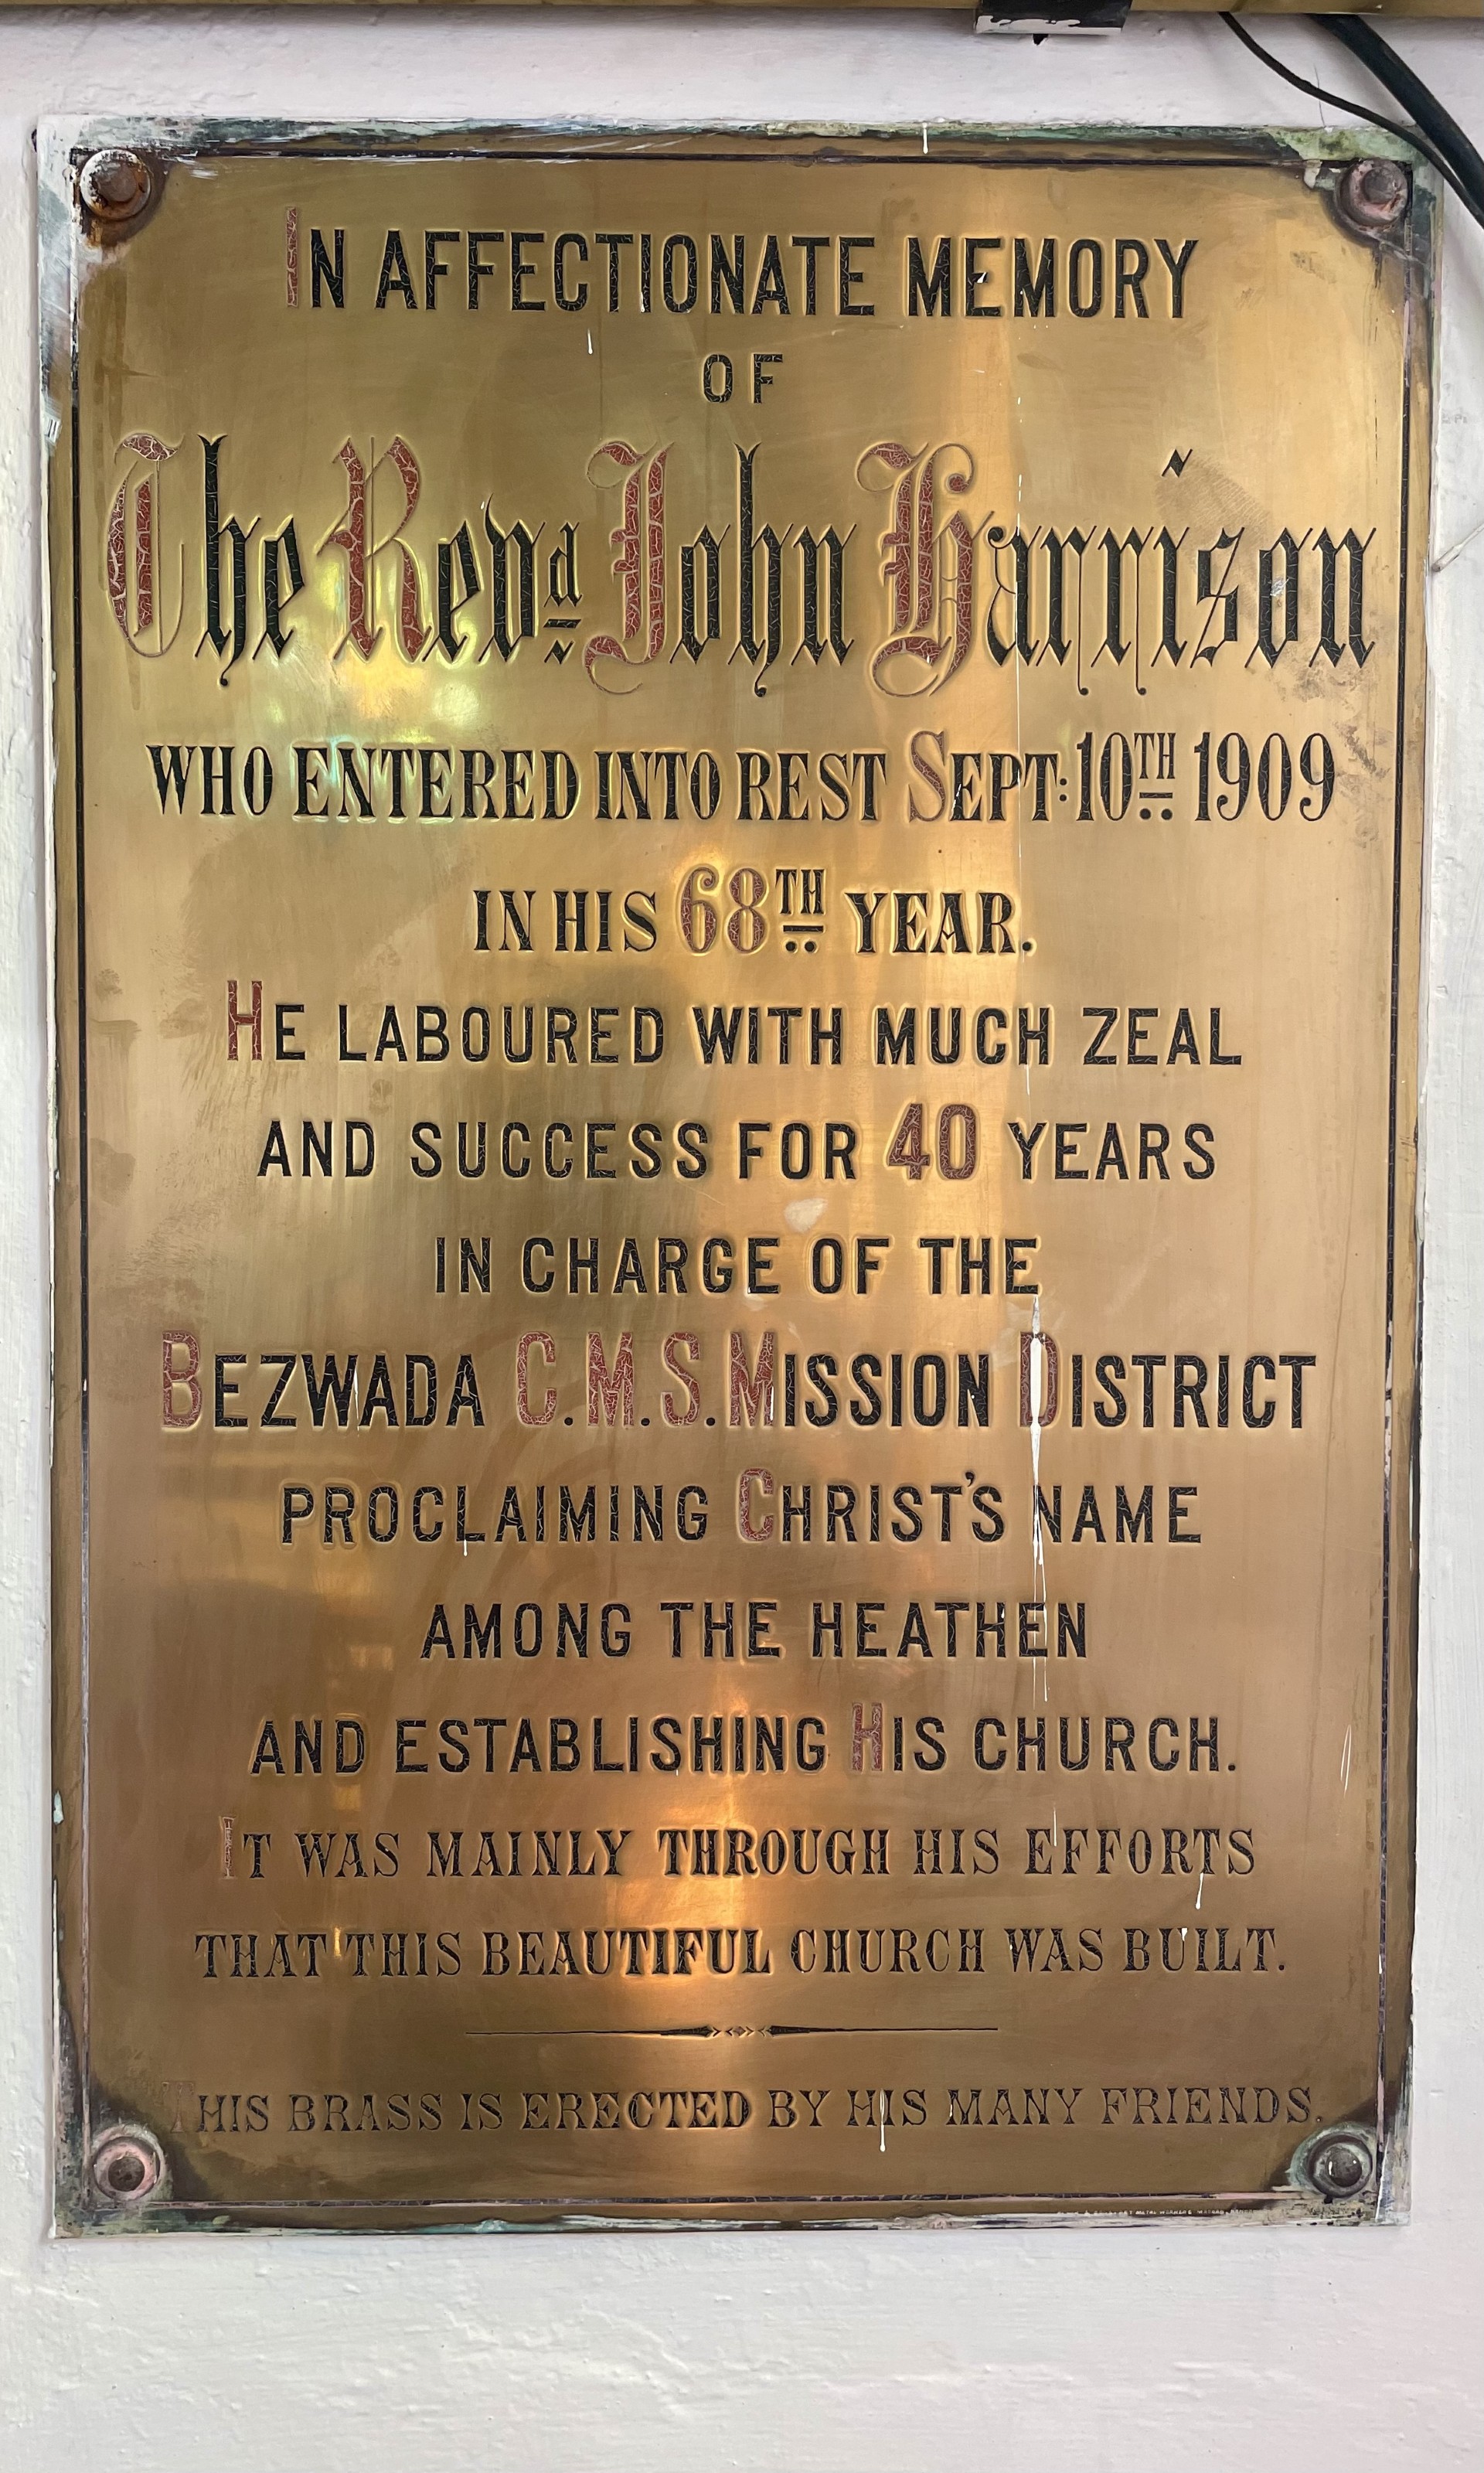 In affectionate memory
of
The Revd John Harrison
who entered into rest Sept: 10th 1909
in his 68th year.
He laboured with much zeal
and success for 40 years
in charge of the
Bezwada C.M.S. Mission District
proclaiming Christ's name
among the heathen
and establishing His church.
It was mainly through his efforts
that this beautiful church was built.
This brass is erected by his many friends.